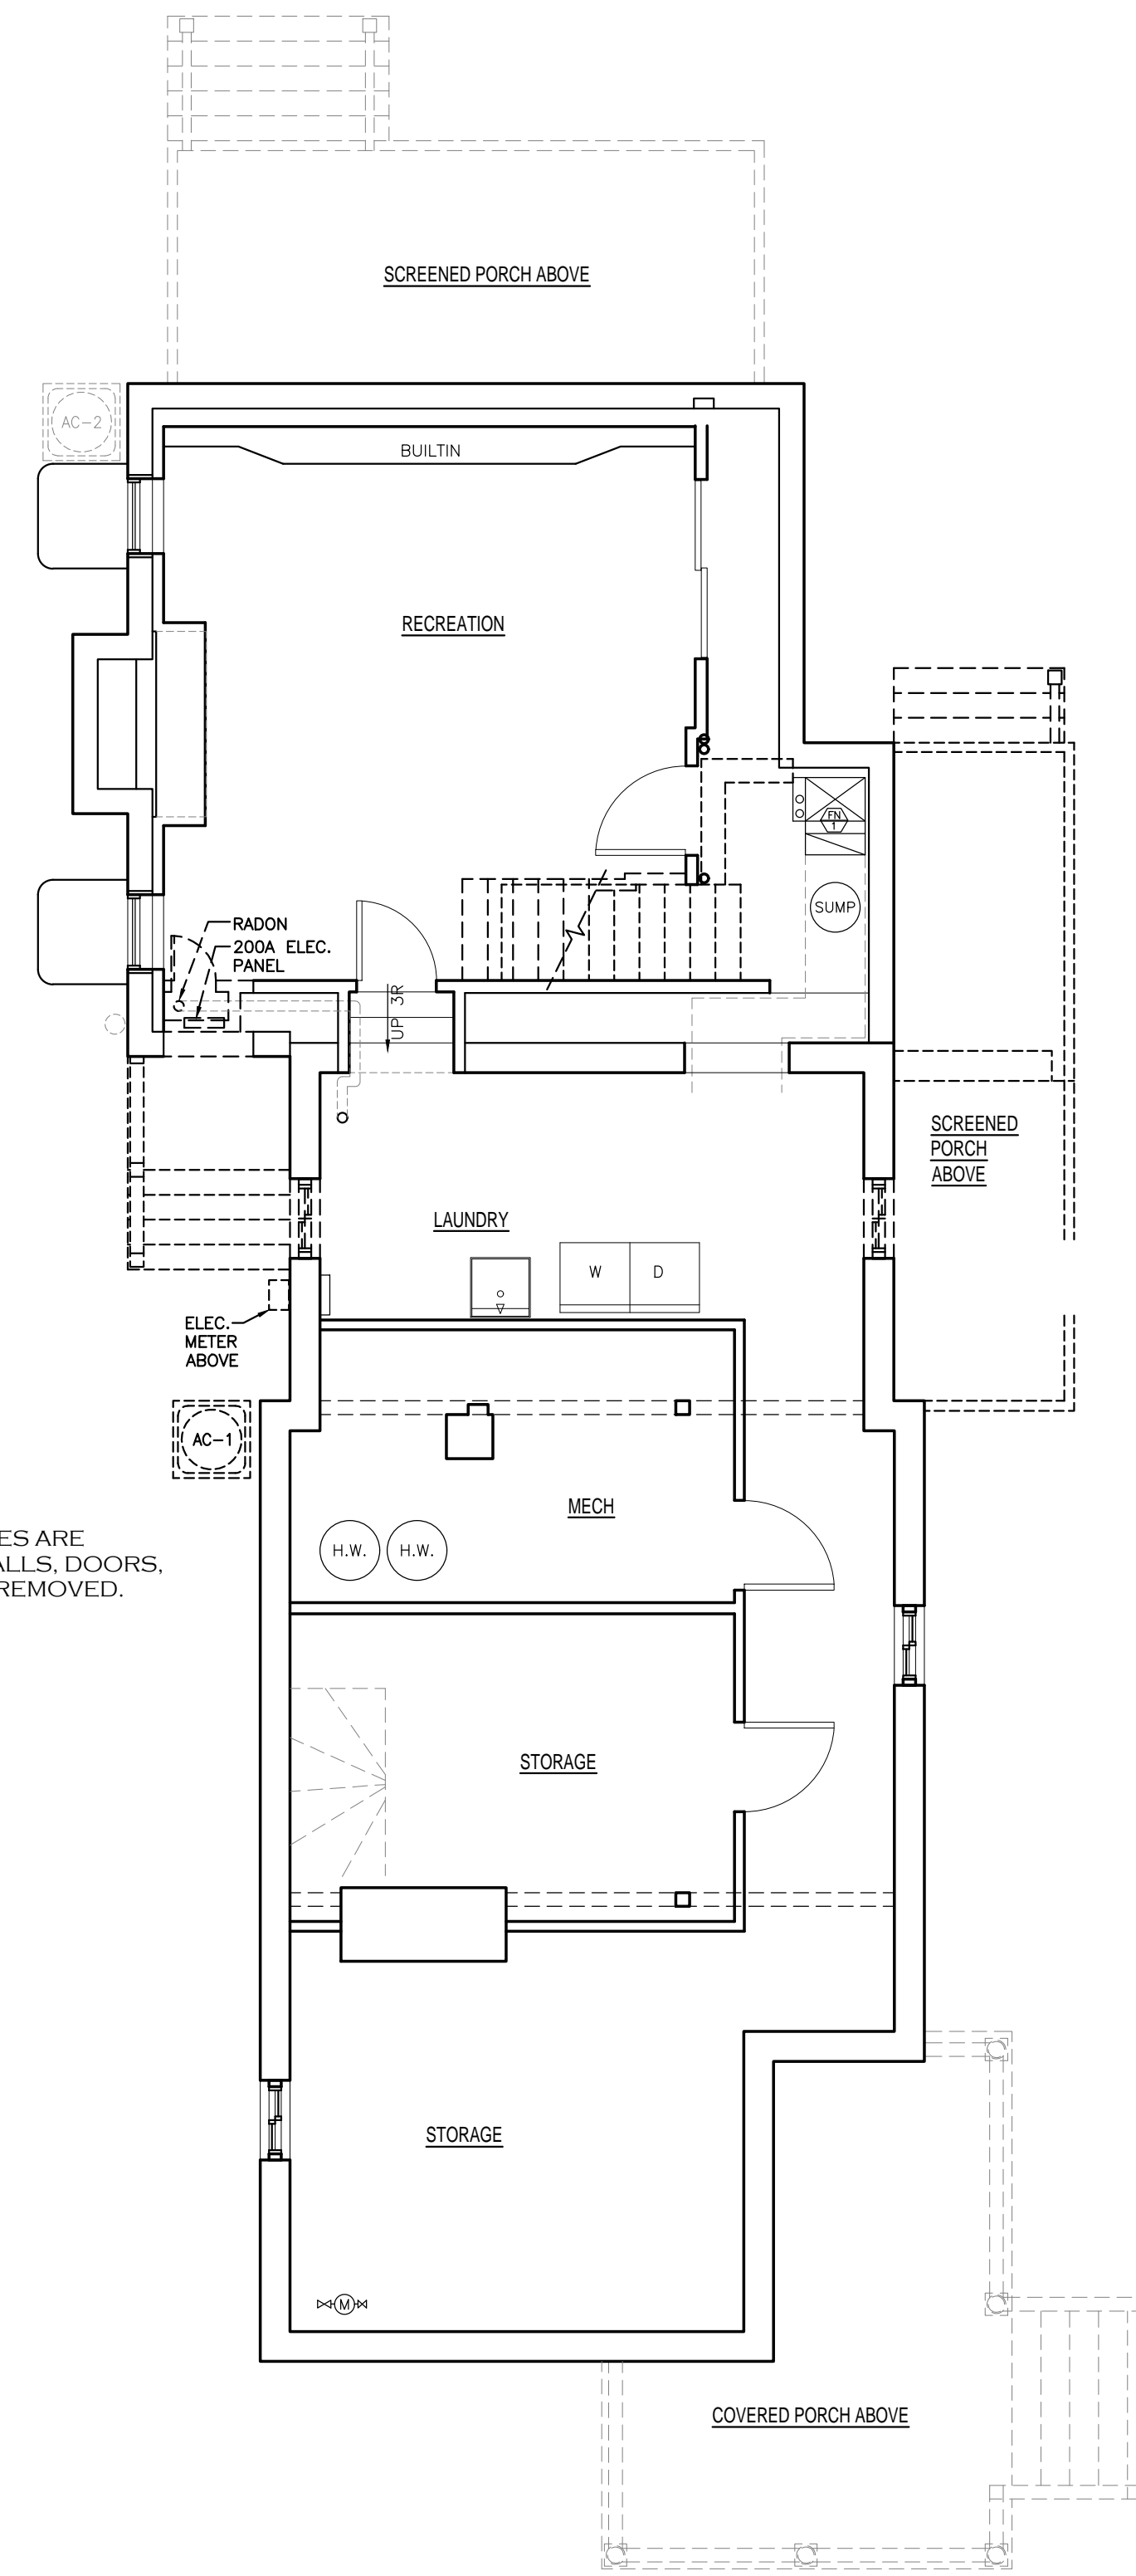 SCREENED PORCH ABOVE
AC-2
BUILTIN
RECREATION
FN
1
SUMP
RADON
200A ELEC.
PANEL
UP 3R
SCREENED
PORCH
ABOVE
LAUNDRY
W
D
ELEC.
METER
ABOVE
AC-1
MECH
ES ARE
ALLS, DOORS,
REMOVED.
H.W.
H.W.
STORAGE
STORAGE
M
COVERED PORCH ABOVE